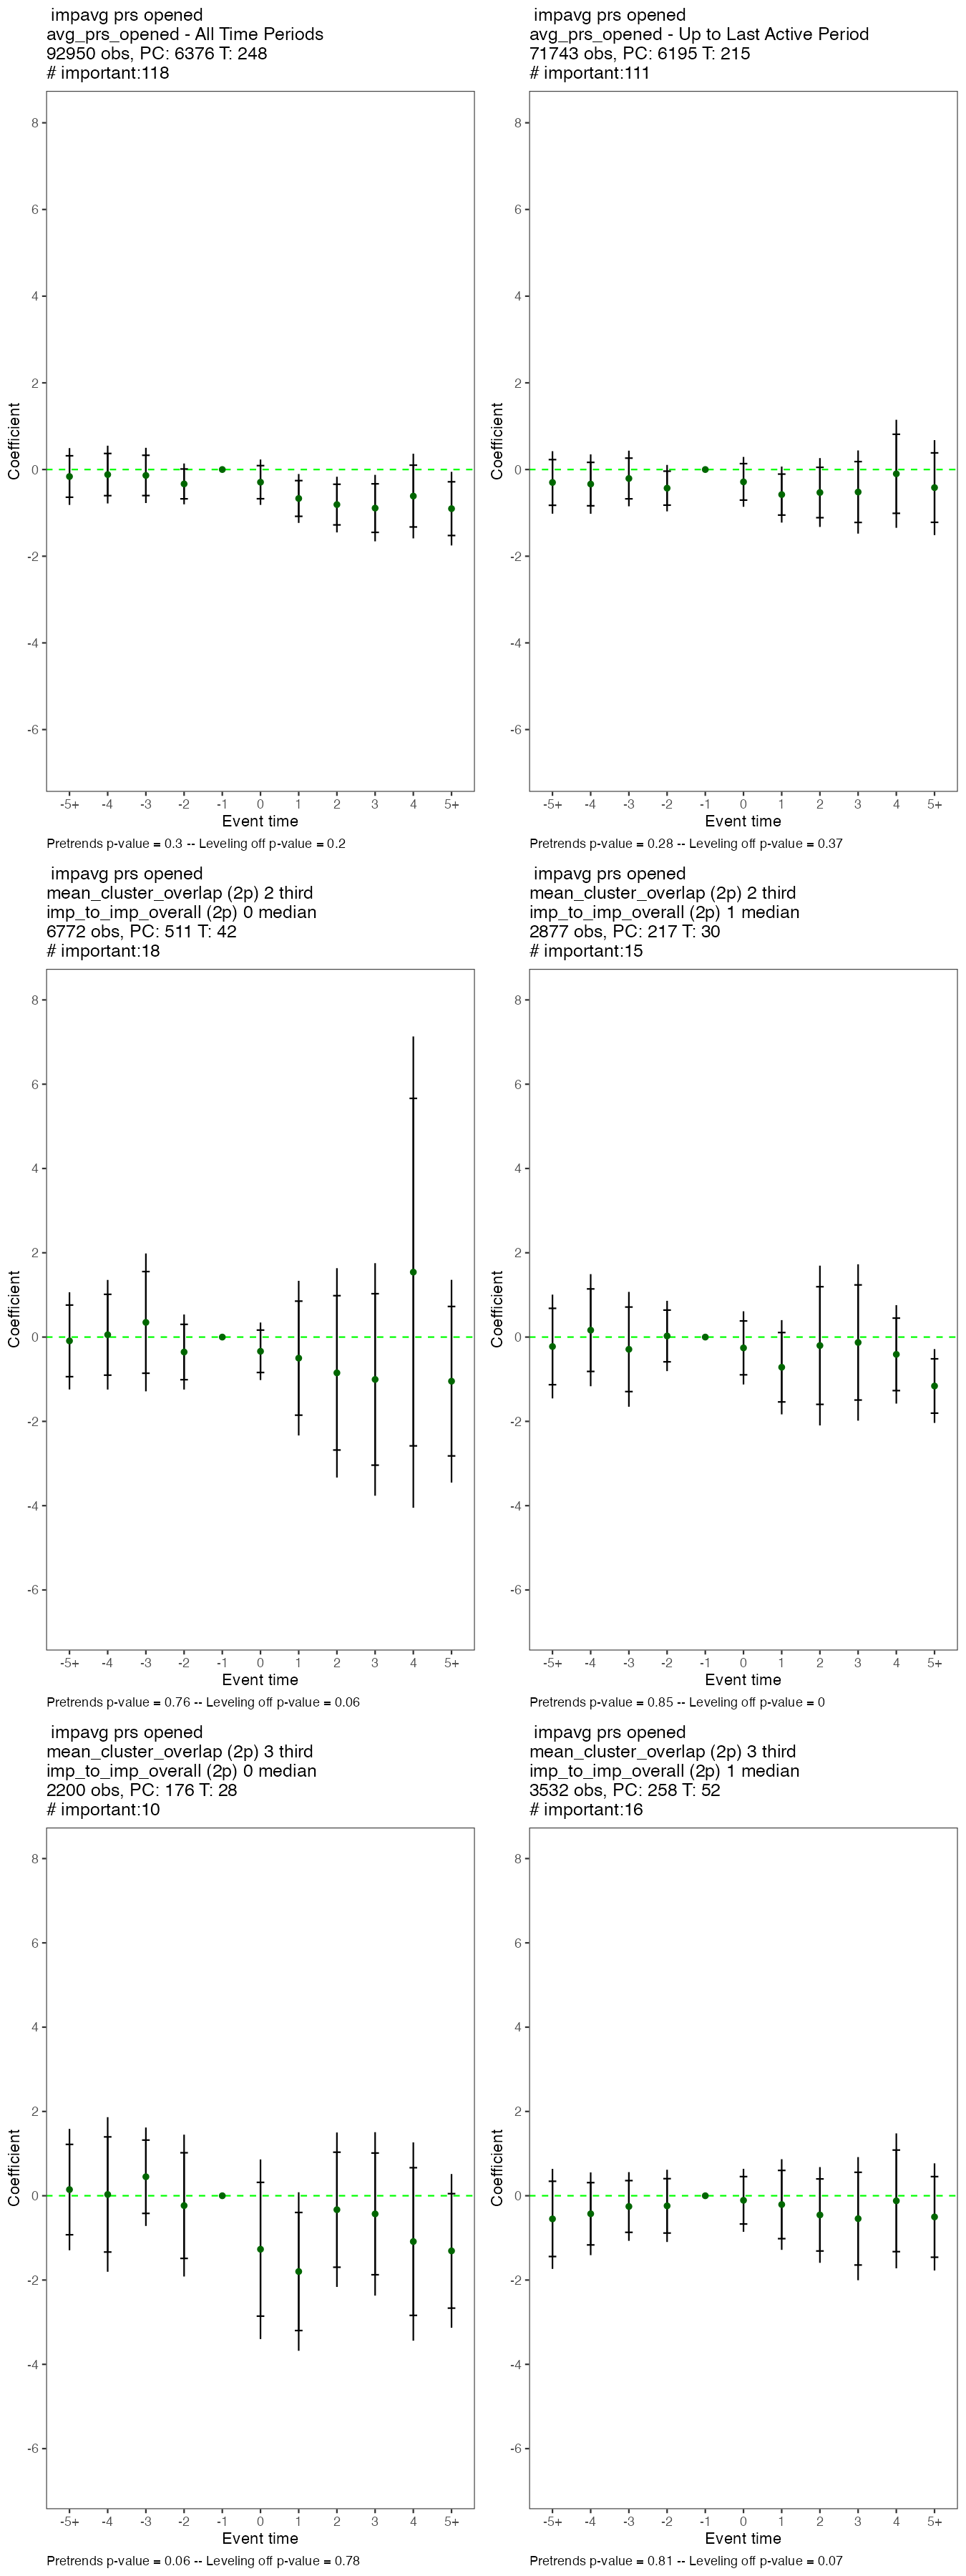 impavg prs opened
avg_prs_opened - All Time Periods
92950 obs, PC: 6376 T: 248
# important:118
Coefficient
8
6
4
2
0
-2
-4
-6
-5+ -4 -3 -2 -1 0 1 2 3 4 5+
Event time
Pretrends p-value = 0.3 -- Leveling off p-value = 0.2
impavg prs opened
avg_prs_opened - Up to Last Active Period
71743 obs, PC: 6195 T: 215
# important:111
Coefficient
8
6
4
2
0
-2
-4
-6
-5+ -4 -3 -2 -1 0 1 2 3 4 5+
Event time
Pretrends p-value = 0.28 -- Leveling off p-value = 0.37
impavg prs opened
mean_cluster_overlap (2p) 2 third
imp_to_imp_overall (2p) 0 median
6772 obs, PC: 511 T: 42
# important:18
Coefficient
8
6
4
2
0
-2
-4
-6
-5+ -4 -3 -2 -1 0 1 2 3 4 5+
Event time
Pretrends p-value = 0.76 -- Leveling off p-value = 0.06
impavg prs opened
mean_cluster_overlap (2p) 2 third
imp_to_imp_overall (2p) 1 median
2877 obs, PC: 217 T: 30
# important:15
Coefficient
8
6
4
2
0
-2
-4
-6
-5+ -4 -3 -2 -1 0 1 2 3 4 5+
Event time
Pretrends p-value = 0.85 -- Leveling off p-value = 0
impavg prs opened
mean_cluster_overlap (2p) 3 third
imp_to_imp_overall (2p) 0 median
2200 obs, PC: 176 T: 28
# important:10
Coefficient
8
6
4
2
0
-2
-4
-6
-5+ -4 -3 -2 -1 0 1 2 3 4 5+
Event time
Pretrends p-value = 0.06 -- Leveling off p-value = 0.78
impavg prs opened
mean_cluster_overlap (2p) 3 third
imp_to_imp_overall (2p) 1 median
3532 obs, PC: 258 T: 52
# important:16
Coefficient
8
6
4
2
0
-2
-4
-6
-5+ -4 -3 -2 -1 0 1 2 3 4 5+
Event time
Pretrends p-value = 0.81 -- Leveling off p-value = 0.07